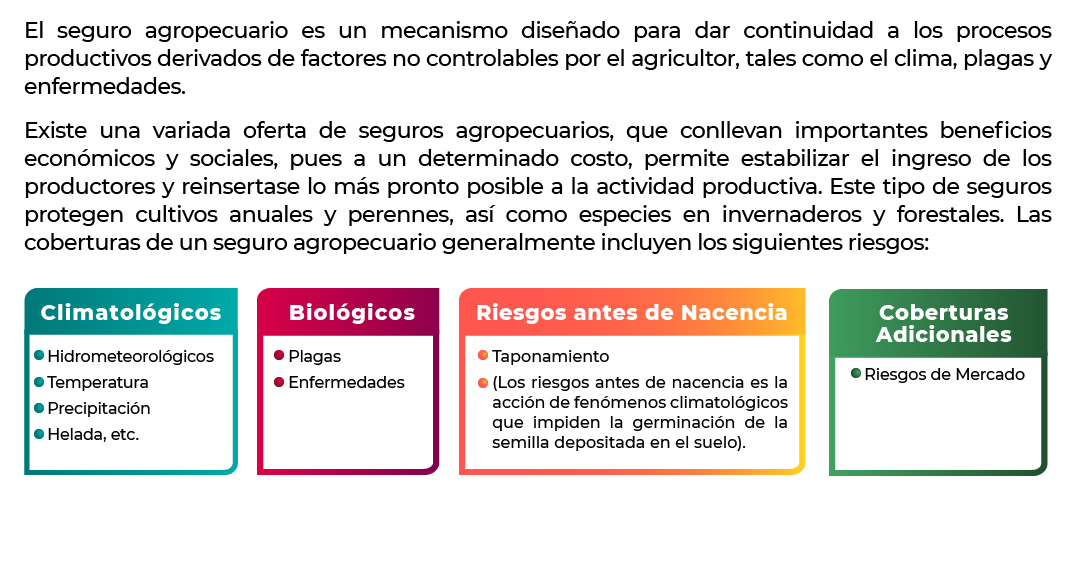 El seguro agropecuario es un mecanismo diseñado para dar continuidad a los procesos
productivos derivados de factores no controlables por el agricultor, tales como el clima, plagas y
enfermedades.
Existe una variada oferta de seguros agropecuarios, que conllevan importantes beneficios
económicos y sociales, pues a un determinado costo, permite estabilizar el ingreso de los
productores y reinsertase lo más pronto posible a la actividad productiva. Este tipo de seguros
protegen cultivos anuales y perennes, así como especies en invernaderos y forestales. Las
coberturas de un seguro agropecuario generalmente incluyen los siguientes riesgos:
Climatológicos
Hidrometeorológicos
Temperatura
Precipitación
Helada, etc.
Biológicos
Plagas
Enfermedades
Riesgos antes de Nacencia
Taponamiento
(Los riesgos antes de nacencia es la
acción de fenómenos climatológicos
que impiden la germinación de la
semilla depositada en el suelo).
Coberturas
Adicionales
Riesgos de Mercado